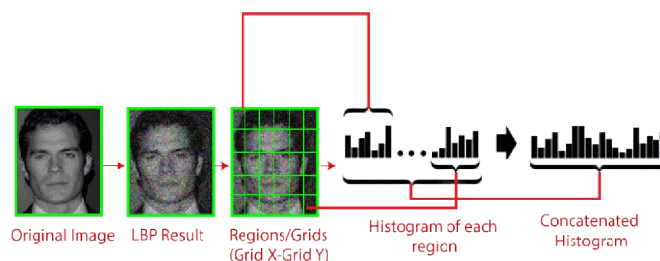 Original Image
LBP Result
Regions/Grids
(Grid X-Grid Y)
Histogram of each
region
Concatenated
Histogram